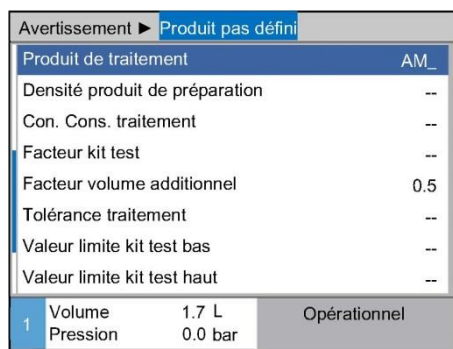 Avertissement ► Produit pas défini
Produit de traitement AM_
Densité produit de préparation --
Con. Cons. traitement --
Facteur kit test --
Facteur volume additionnel 0.5
Tolérance traitement --
Valeur limite kit test bas --
Valeur limite kit test haut --
1 Volume 1.7 L Opérationnel
Pression 0.0 bar